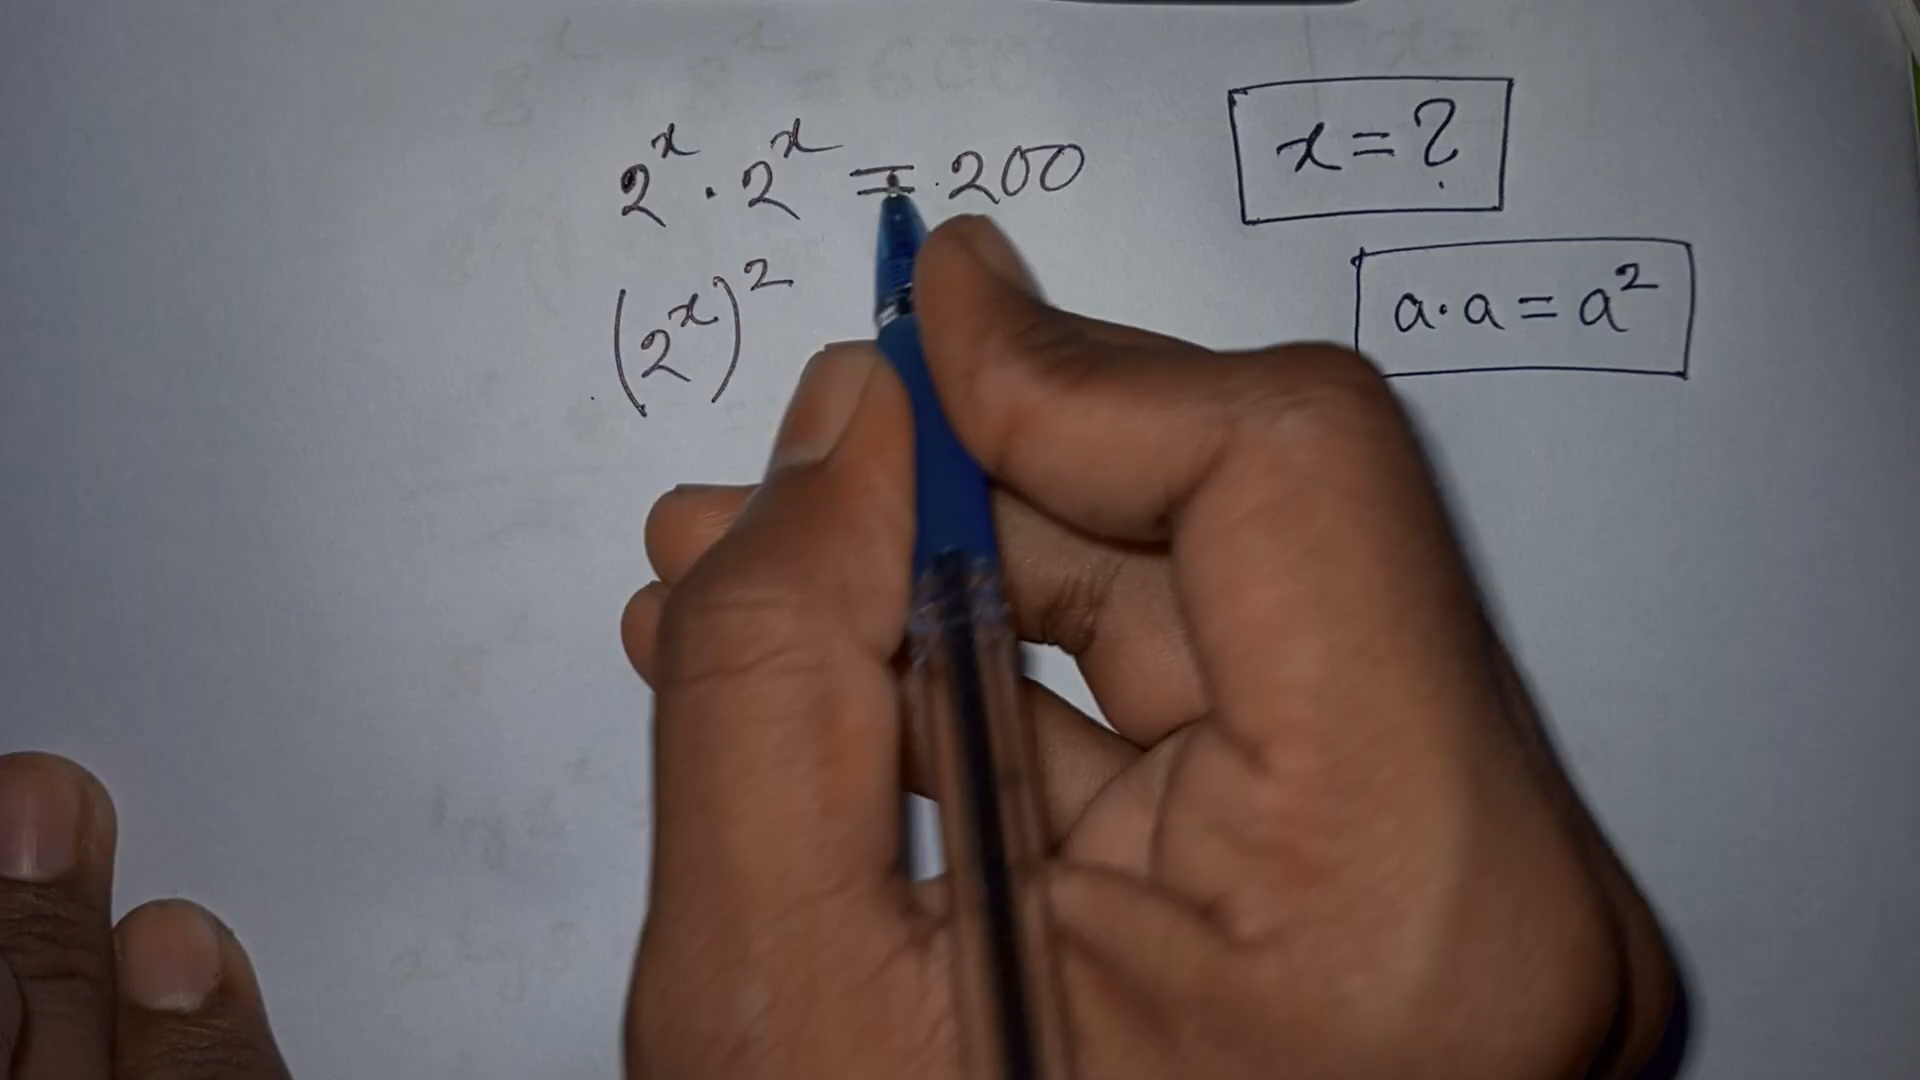 2^x · 2^x = 200
x = ?
(2^x)^2
a·a = a^2